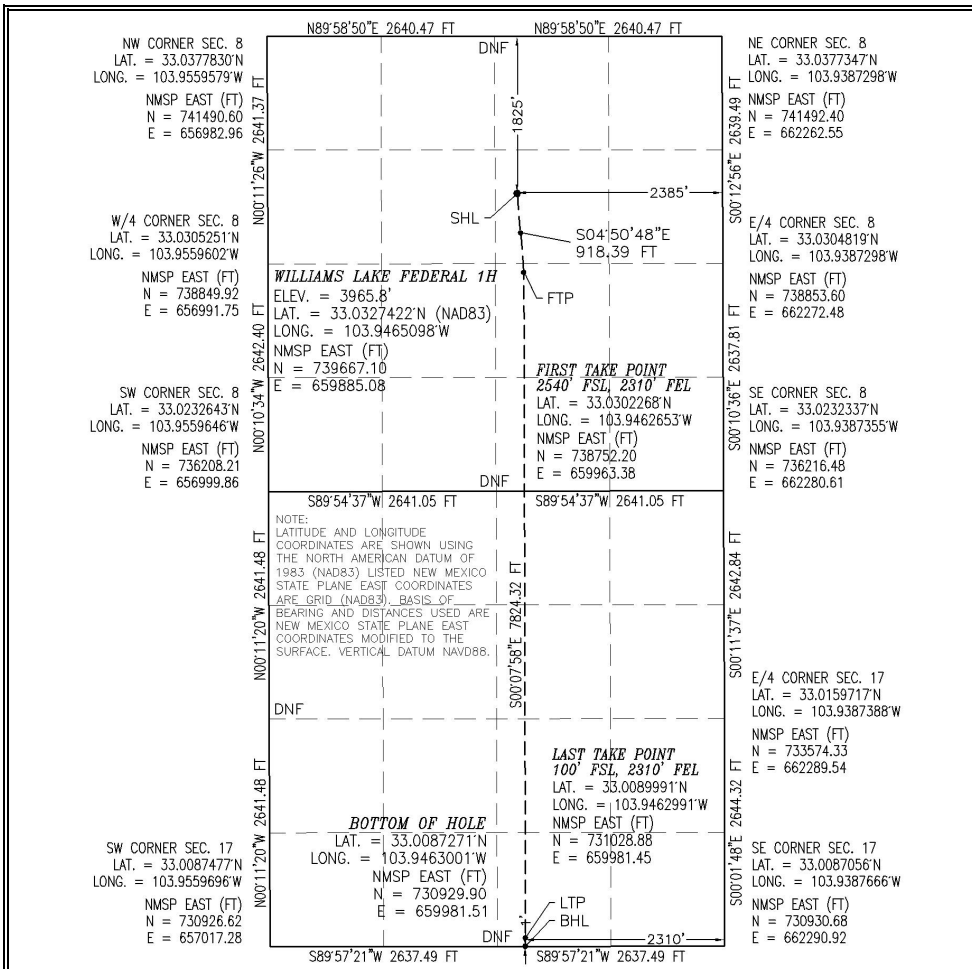 N89°58'50"E 2640.47 FT
N89°58'50"E 2640.47 FT
NW CORNER SEC. 8
LAT. = 33.0377830°N
LONG. = 103.9559579°W
NMSP EAST (FT)
N = 741490.60
E = 656982.96
DNF
NE CORNER SEC. 8
LAT. = 33.0377347°N
LONG. = 103.9387298°W
NMSP EAST (FT)
N = 741492.40
E = 662262.55
N00°11'26"W 2641.37 FT
1825'
S00°12'56"E 2639.49 FT
2385'
SHL
S04°50'48"E
918.39 FT
FTP
W/4 CORNER SEC. 8
LAT. = 33.0305251°N
LONG. = 103.9559602°W
NMSP EAST (FT)
N = 738849.92
E = 656991.75
E/4 CORNER SEC. 8
LAT. = 33.0304819°N
LONG. = 103.9387298°W
NMSP EAST (FT)
N = 738853.60
E = 662272.48
WILLIAMS LAKE FEDERAL 1H
ELEV. = 3965.8'
LAT. = 33.0327422°N (NAD83)
LONG. = 103.9465098°W
NMSP EAST (FT)
N = 739667.10
E = 659885.08
FIRST TAKE POINT
2540' FSL, 2310' FEL
LAT. = 33.0302268°N
LONG. = 103.9462653°W
NMSP EAST (FT)
N = 738752.20
E = 659963.38
N00°10'34"W 2642.40 FT
S00°10'36"E 2637.81 FT
SW CORNER SEC. 8
LAT. = 33.0232643°N
LONG. = 103.9559646°W
NMSP EAST (FT)
N = 736208.21
E = 656999.86
SE CORNER SEC. 8
LAT. = 33.0232337°N
LONG. = 103.9387355°W
NMSP EAST (FT)
N = 736216.48
E = 662280.61
DNF
S89°54'37"W 2641.05 FT
S89°54'37"W 2641.05 FT
NOTE:
LATITUDE AND LONGITUDE
COORDINATES ARE SHOWN USING
THE NORTH AMERICAN DATUM OF
1983 (NAD83) LISTED NEW MEXICO
STATE PLANE EAST COORDINATES
ARE GRID (NAD83). BASIS OF
BEARING AND DISTANCES USED ARE
NEW MEXICO STATE PLANE EAST
COORDINATES MODIFIED TO THE
SURFACE. VERTICAL DATUM NAVD88.
N00°11'20"W 2641.48 FT
S00°07'58"E 7824.32 FT
S00°11'37"E 2642.84 FT
DNF
E/4 CORNER SEC. 17
LAT. = 33.0159717°N
LONG. = 103.9387388°W
NMSP EAST (FT)
N = 733574.33
E = 662289.54
LAST TAKE POINT
100' FSL, 2310' FEL
LAT. = 33.0089991°N
LONG. = 103.9462991°W
NMSP EAST (FT)
N = 731028.88
E = 659981.45
BOTTOM OF HOLE
LAT. = 33.0087271°N
LONG. = 103.9463001°W
NMSP EAST (FT)
N = 730929.90
E = 659981.51
N00°11'20"W 2641.48 FT
S00°01'48"E 2644.32 FT
SW CORNER SEC. 17
LAT. = 33.0087477°N
LONG. = 103.9559696°W
NMSP EAST (FT)
N = 730926.62
E = 657017.28
SE CORNER SEC. 17
LAT. = 33.0087056°N
LONG. = 103.9387666°W
NMSP EAST (FT)
N = 730930.68
E = 662290.92
LTP
BHL
DNF
2310'
S89°57'21"W 2637.49 FT
S89°57'21"W 2637.49 FT